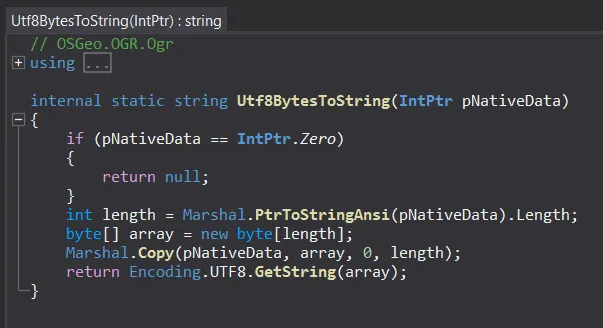 Utf8BytesToString(IntPtr) : string
// OSGeo.OGR.Ogr
using ...
internal static string Utf8BytesToString(IntPtr pNativeData)
{
if (pNativeData == IntPtr.Zero)
{
return null;
}
int length = Marshal.PtrToStringAnsi(pNativeData).Length;
byte[] array = new byte[length];
Marshal.Copy(pNativeData, array, 0, length);
return Encoding.UTF8.GetString(array);
}